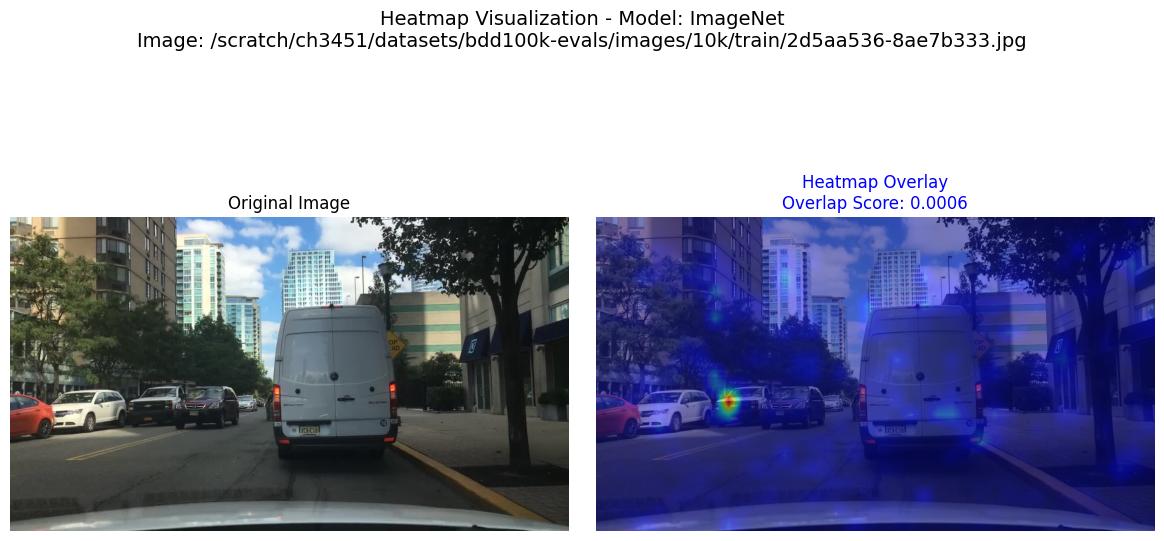 Heatmap Visualization - Model: ImageNet
Image: /scratch/ch3451/datasets/bdd100k-evals/images/10k/train/2d5aa536-8ae7b333.jpg
Original Image
Heatmap Overlay
Overlap Score: 0.0006